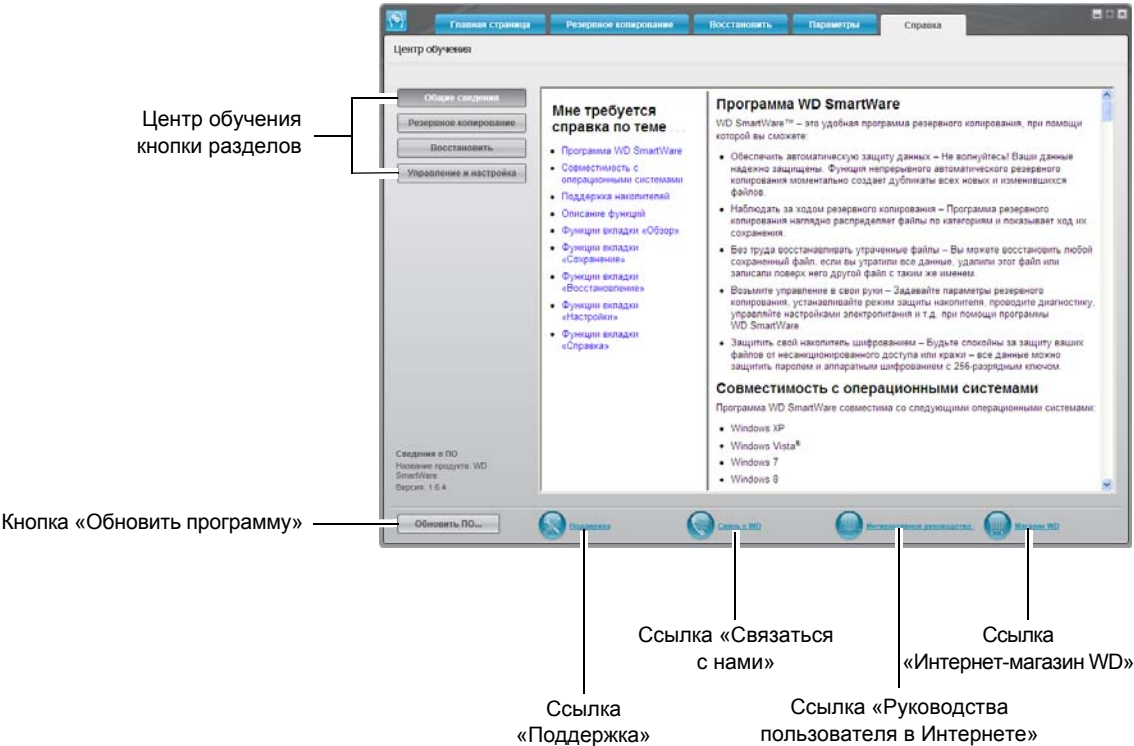 Главная страница
Резервное копирование
Восстановить
Параметры
Справка
Центр обучения
Общие сведения
Резервное копирование
Восстановить
Управление и настройка
Центр обучения
кнопки разделов
Мне требуется
справка по теме ...
• Программа WD SmartWare
• Совместимость с
операционными системами
• Поддержка накопителей
• Описание функций
• Функции вкладки «Обзор»
• Функции вкладки
«Сохранение»
• Функции вкладки
«Восстановление»
• Функции вкладки
«Настройки»
• Функции вкладки
«Справка»
Программа WD SmartWare
WD SmartWare™ – это удобная программа резервного копирования, при помощи
которой вы сможете:
• Обеспечить автоматическую защиту данных – Не волнуйтесь! Ваши данные
надежно защищены. Функция непрерывного автоматического резервного
копирования моментально создает дубликаты всех новых и изменившихся
файлов.
• Наблюдать за ходом резервного копирования – Программа резервного
копирования наглядно распределяет файлы по категориям и показывает ход их
сохранения.
• Без труда восстанавливать утраченные файлы – Вы можете восстановить любой
сохраненный файл, если вы утратили все данные, удалили этот файл или
записали поверх него другой файл с таким же именем.
• Возьмите управление в свои руки – Задавайте параметры резервного
копирования, устанавливайте режим защиты накопителя, проводите диагностику,
управляйте настройками электропитания и т.д. при помощи программы
WD SmartWare.
• Защитить свой накопитель шифрованием – Будьте спокойны за защиту ваших
файлов от несанкционированного доступа или кражи – все данные можно
защитить паролем и аппаратным шифрованием с 256-разрядным ключом.
Совместимость с операционными системами
Программа WD SmartWare совместима со следующими операционными системами:
• Windows XP
• Windows Vista®
• Windows 7
• Windows 8
Сведения о ПО
Название продукта: WD
SmartWare
Версия: 1.6.4
Кнопка «Обновить программу»
Обновить ПО...
Поддержка
Связь с WD
Интерактивное руководство
Магазин WD
Ссылка «Связаться
с нами»
Ссылка
«Интернет-магазин WD»
Ссылка
«Поддержка»
Ссылка «Руководства
пользователя в Интернете»